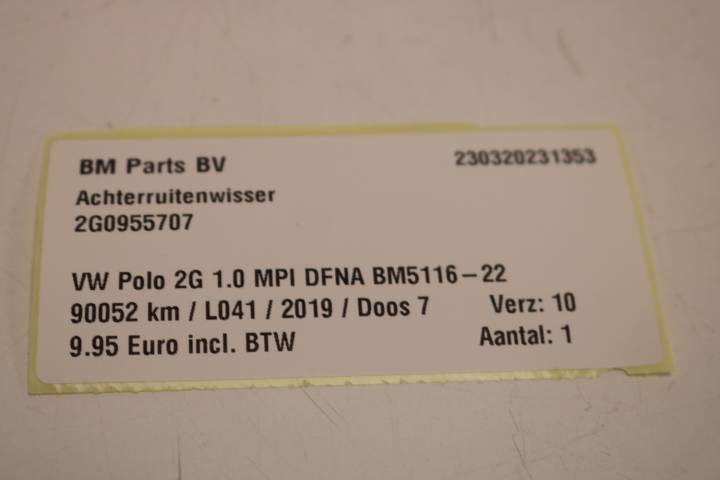 BM Parts BV 230320231353
Achterruitenwisser
2G0955707
VW Polo 2G 1.0 MPI DFNA BM5116-22
90052 km / L041 / 2019 / Doos 7 Verz: 10
9.95 Euro incl. BTW Aantal: 1